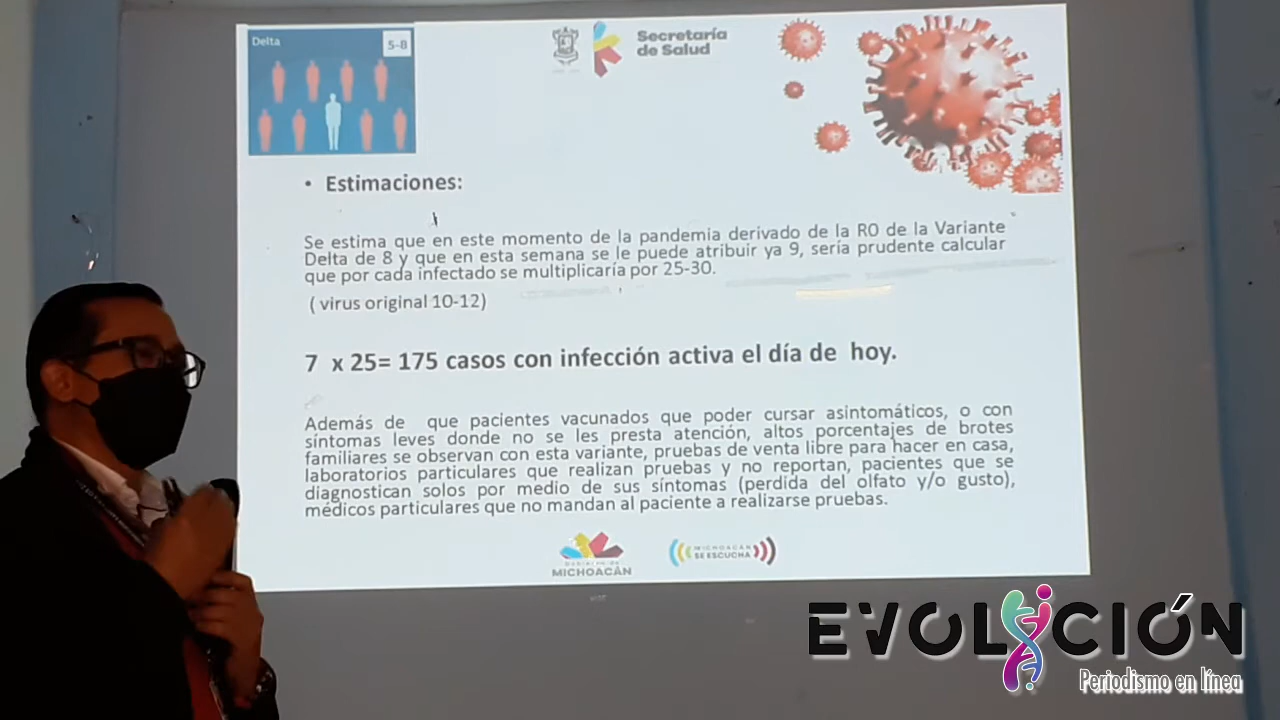 Delta
5-8
Secretaría
de Salud
• Estimaciones:
Se estima que en este momento de la pandemia derivado de la R0 de la Variante
Delta de 8 y que en esta semana se le puede atribuir ya 9, sería prudente calcular
que por cada infectado se multiplicaría por 25-30.
( virus original 10-12)
7 x 25= 175 casos con infección activa el día de hoy.
Además de que pacientes vacunados que poder cursar asintomáticos, o con
síntomas leves donde no se les presta atención, altos porcentajes de brotes
familiares se observan con esta variante, pruebas de venta libre para hacer en casa,
laboratorios particulares que realizan pruebas y no reportan, pacientes que se
diagnostican solos por medio de sus síntomas (perdida del olfato y/o gusto),
médicos particulares que no mandan al paciente a realizarse pruebas.
MICHOACÁN
MICHOACÁN
SE ESCUCHA
EVOLUCIÓN
Periodismo en línea